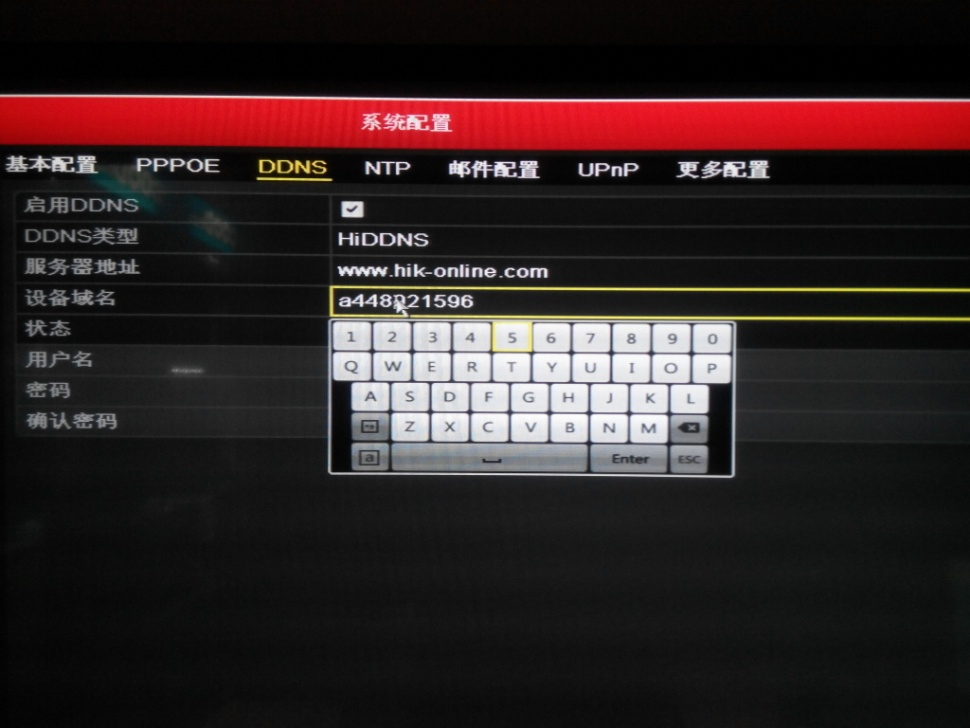 系统配置
基本配置 PPPOE DDNS NTP 邮件配置 UPnP 更多配置
启用DDNS
DDNS类型 HiDDNS
服务器地址 www.hik-online.com
设备域名
状态
用户名
密码
确认密码
1 2 3 4 5 6 7 8 9 0
Q W E R T Y U I O P
A S D F G H J K L
Z X C V B N M
a Enter ESC